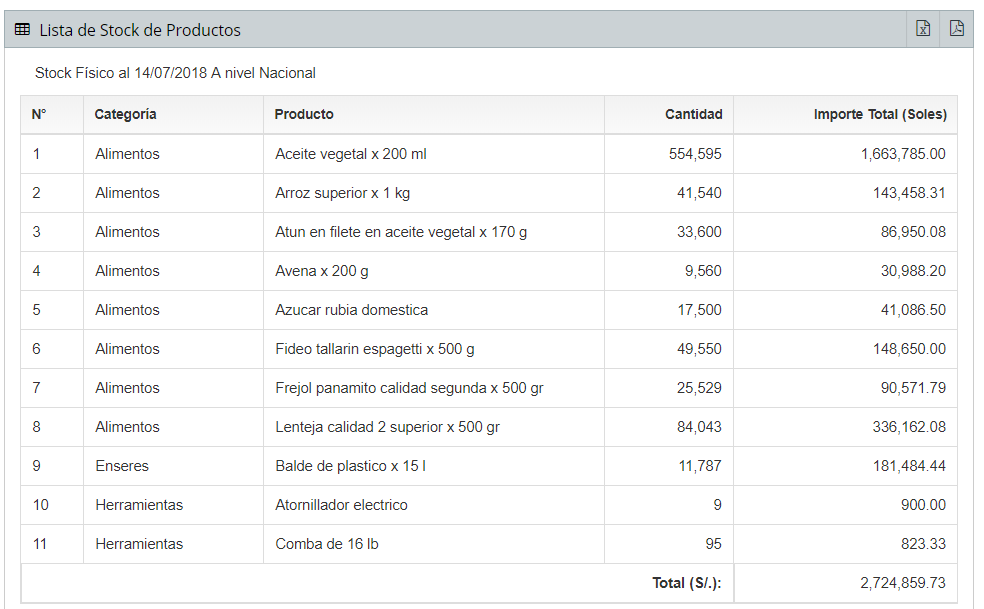 Lista de Stock de Productos
Stock Físico al 14/07/2018 A nivel Nacional
N° Categoría Producto Cantidad Importe Total (Soles)
1 Alimentos Aceite vegetal x 200 ml 554,595 1,663,785.00
2 Alimentos Arroz superior x 1 kg 41,540 143,458.31
3 Alimentos Atun en filete en aceite vegetal x 170 g 33,600 86,950.08
4 Alimentos Avena x 200 g 9,560 30,988.20
5 Alimentos Azucar rubia domestica 17,500 41,086.50
6 Alimentos Fideo tallarin espagetti x 500 g 49,550 148,650.00
7 Alimentos Frejol panamito calidad segunda x 500 gr 25,529 90,571.79
8 Alimentos Lenteja calidad 2 superior x 500 gr 84,043 336,162.08
9 Enseres Balde de plastico x 15 l 11,787 181,484.44
10 Herramientas Atornillador electrico 9 900.00
11 Herramientas Comba de 16 lb 95 823.33
Total (S/.): 2,724,859.73